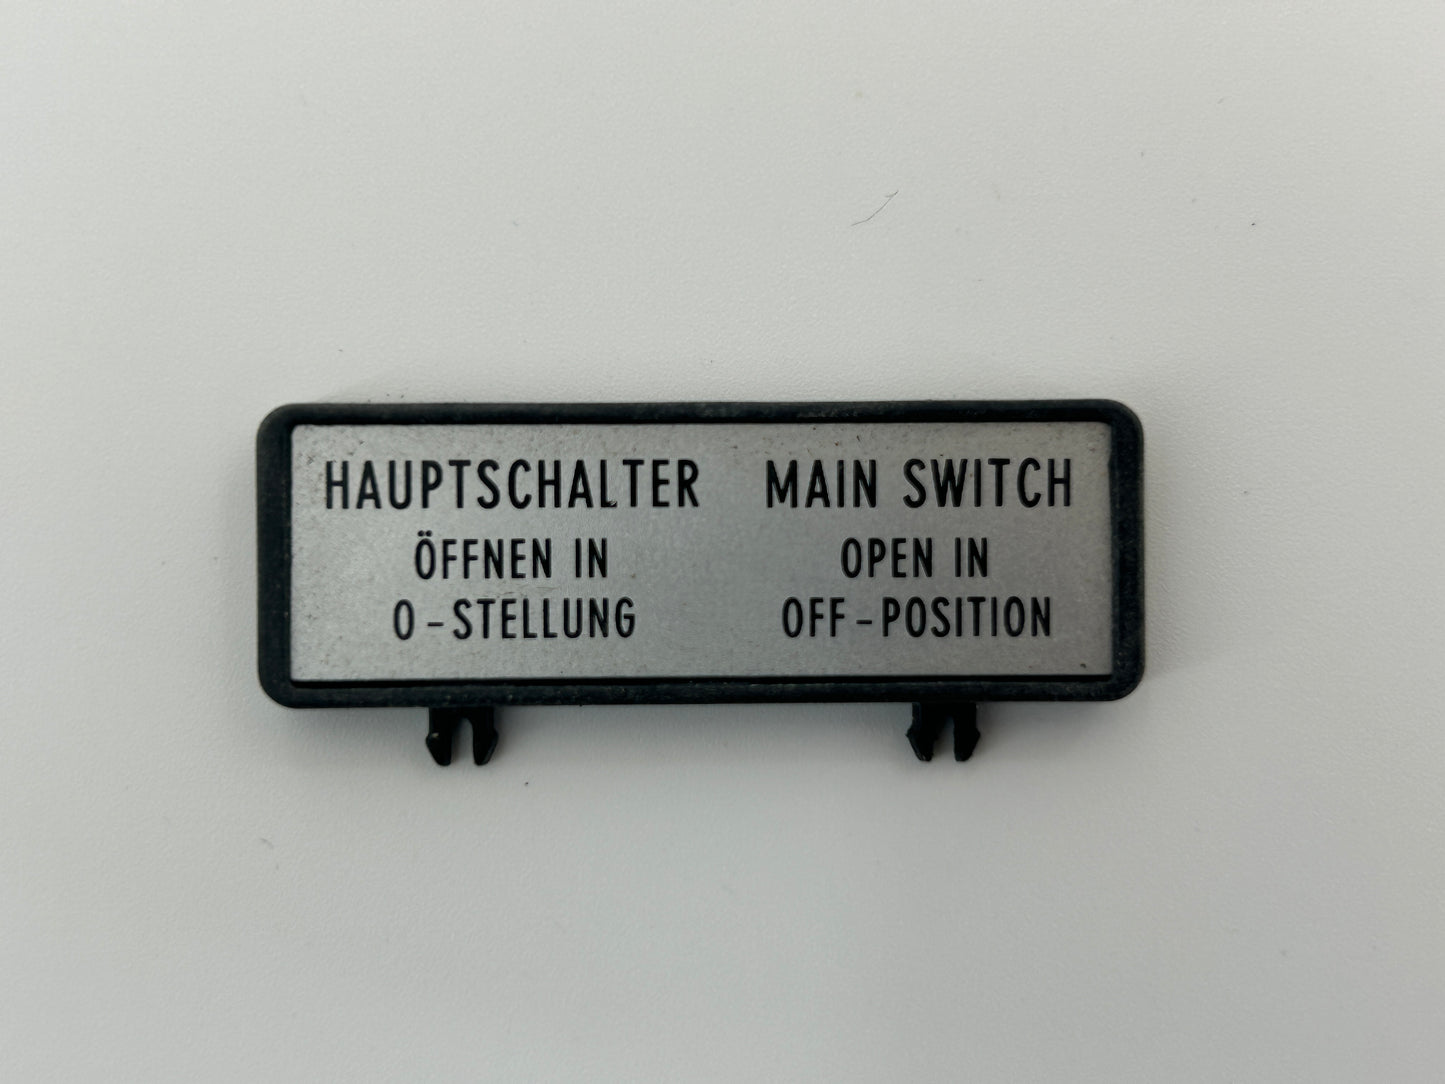 HAUPTSCHALTER
ÖFFNEN IN
0-STELLUNG
MAIN SWITCH
OPEN IN
OFF-POSITION